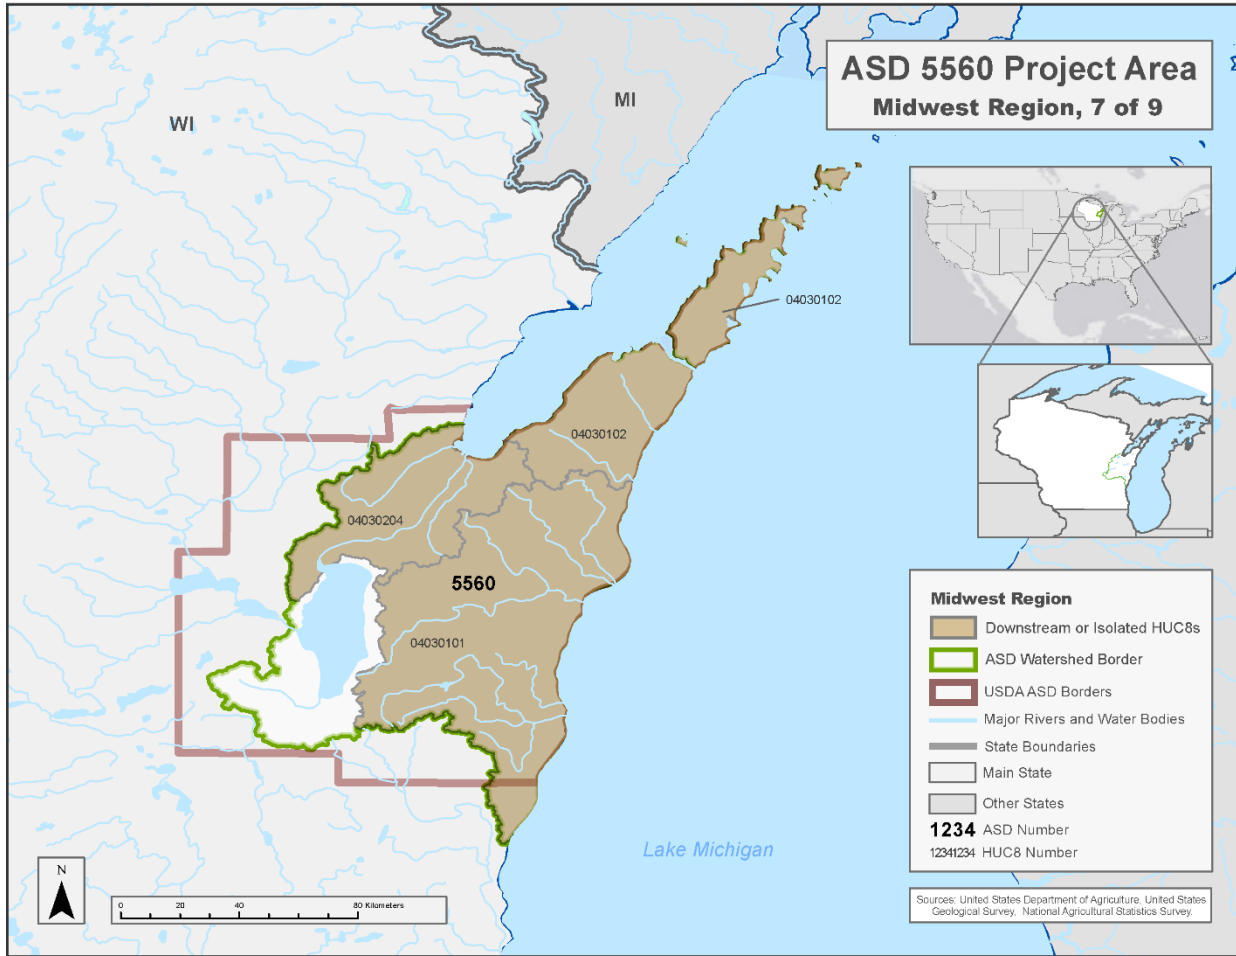 ASD 5560 Project Area
Midwest Region, 7 of 9
WI
MI
04030102
04030102
04030204
5560
04030101
Lake Michigan
N
0 20 40 80 Kilometers
Midwest Region
Downstream or Isolated HUC8s
ASD Watershed Border
USDA ASD Borders
Major Rivers and Water Bodies
State Boundaries
Main State
Other States
1234 ASD Number
12341234 HUC8 Number
Sources: United States Department of Agriculture, United States
Geological Survey, National Agricultural Statistics Survey.